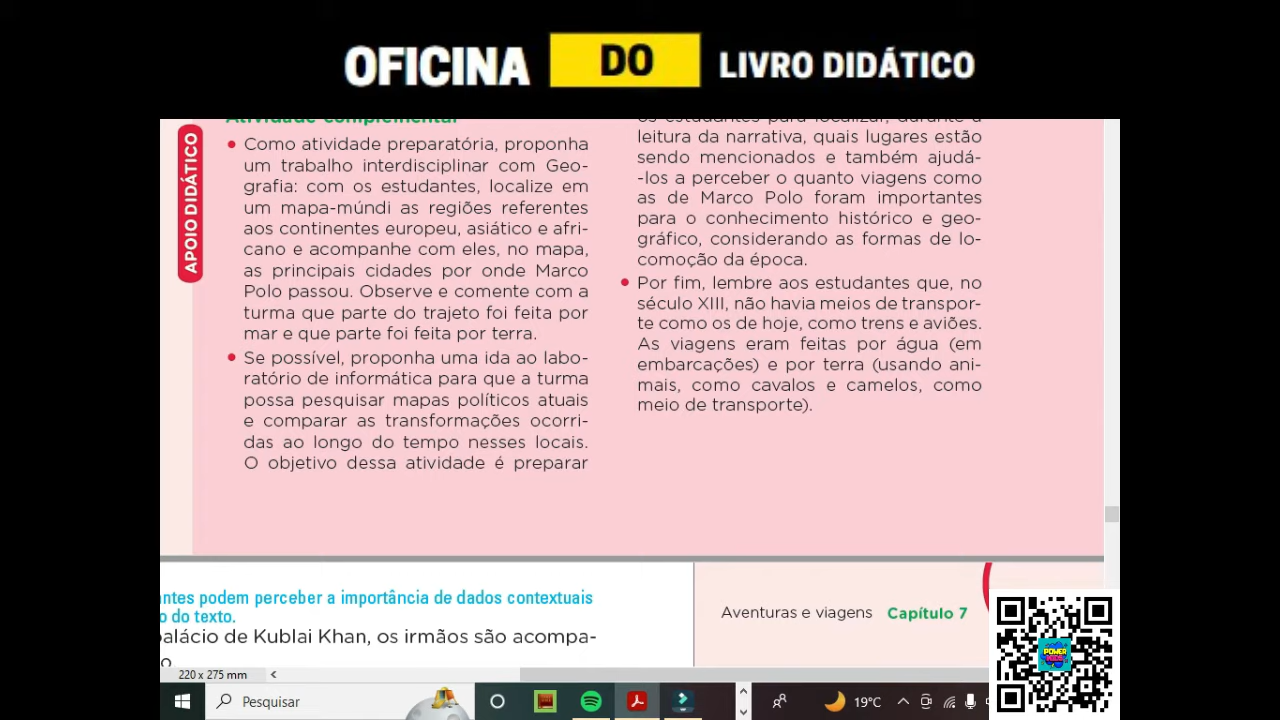 OFICINA DO LIVRO DIDÁTICO
APOIO DIDÁTICO
Atividade complementar
• Como atividade preparatória, proponha
um trabalho interdisciplinar com Geo-
grafia: com os estudantes, localize em
um mapa-múndi as regiões referentes
aos continentes europeu, asiático e afri-
cano e acompanhe com eles, no mapa,
as principais cidades por onde Marco
Polo passou. Observe e comente com a
turma que parte do trajeto foi feita por
mar e que parte foi feita por terra.
• Se possível, proponha uma ida ao labo-
ratório de informática para que a turma
possa pesquisar mapas políticos atuais
e comparar as transformações ocorri-
das ao longo do tempo nesses locais.
O objetivo dessa atividade é preparar
os estudantes para localizar, durante a
leitura da narrativa, quais lugares estão
sendo mencionados e também ajudá-
-los a perceber o quanto viagens como
as de Marco Polo foram importantes
para o conhecimento histórico e geo-
gráfico, considerando as formas de lo-
comoção da época.
• Por fim, lembre aos estudantes que, no
século XIII, não havia meios de transpor-
te como os de hoje, como trens e aviões.
As viagens eram feitas por água (em
embarcações) e por terra (usando ani-
mais, como cavalos e camelos, como
meio de transporte).
antes podem perceber a importância de dados contextuais
o do texto.
palácio de Kublai Khan, os irmãos são acompa-
Aventuras e viagens Capítulo 7
220 x 275 mm
Pesquisar
19°C
POWER